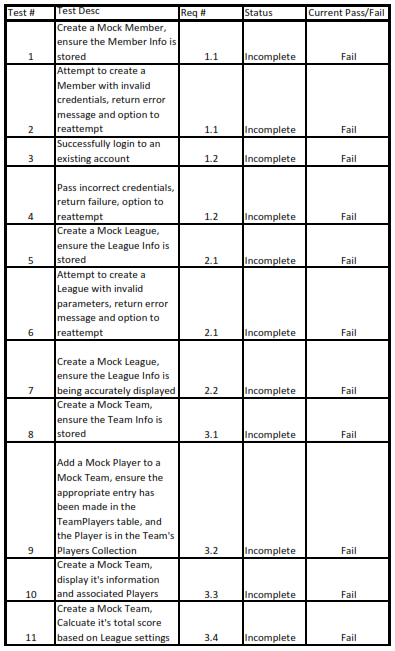 Test # Test Desc Req # Status Current Pass/Fail
Create a Mock Member,
ensure the Member Info is
1 stored 1.1 Incomplete Fail
Attempt to create a
Member with invalid
credentials, return error
message and option to
2 reattempt 1.1 Incomplete Fail
Successfully login to an
3 existing account 1.2 Incomplete Fail
Pass incorrect credentials,
return failure, option to
4 reattempt 1.2 Incomplete Fail
Create a Mock League,
ensure the League Info is
5 stored 2.1 Incomplete Fail
Attempt to create a
League with invalid
parameters, return error
message and option to
6 reattempt 2.1 Incomplete Fail
Create a Mock League,
ensure the League Info is
7 being accurately displayed 2.2 Incomplete Fail
Create a Mock Team,
ensure the Team Info is
8 stored 3.1 Incomplete Fail
Add a Mock Player to a
Mock Team, ensure the
appropriate entry has
been made in the
TeamPlayers table, and
the Player is in the Team's
9 Players Collection 3.2 Incomplete Fail
Create a Mock Team,
display it's information
10 and associated Players 3.3 Incomplete Fail
Create a Mock Team,
Calcuate it's total score
11 based on League settings 3.4 Incomplete Fail